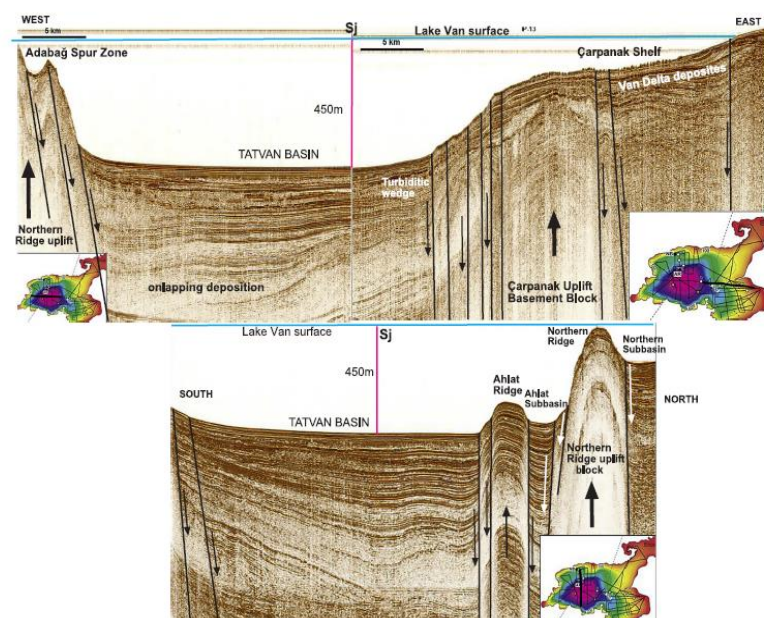 WEST
EAST
5 km
Sj
Lake Van surface
P-13
5 km
Adabağ Spur Zone
Çarpanak Shelf
Van Delta deposites
450m
TATVAN BASIN
Turbiditic
wedge
Northern
Ridge uplift
onlapping deposition
Çarpanak Uplift
Basement Block
Lake Van surface
Sj
Northern
Ridge
Northern
Subbasin
450m
Ahlat
Ridge
Ahlat
Subbasin
SOUTH
NORTH
TATVAN BASIN
Northern
Ridge uplift
block